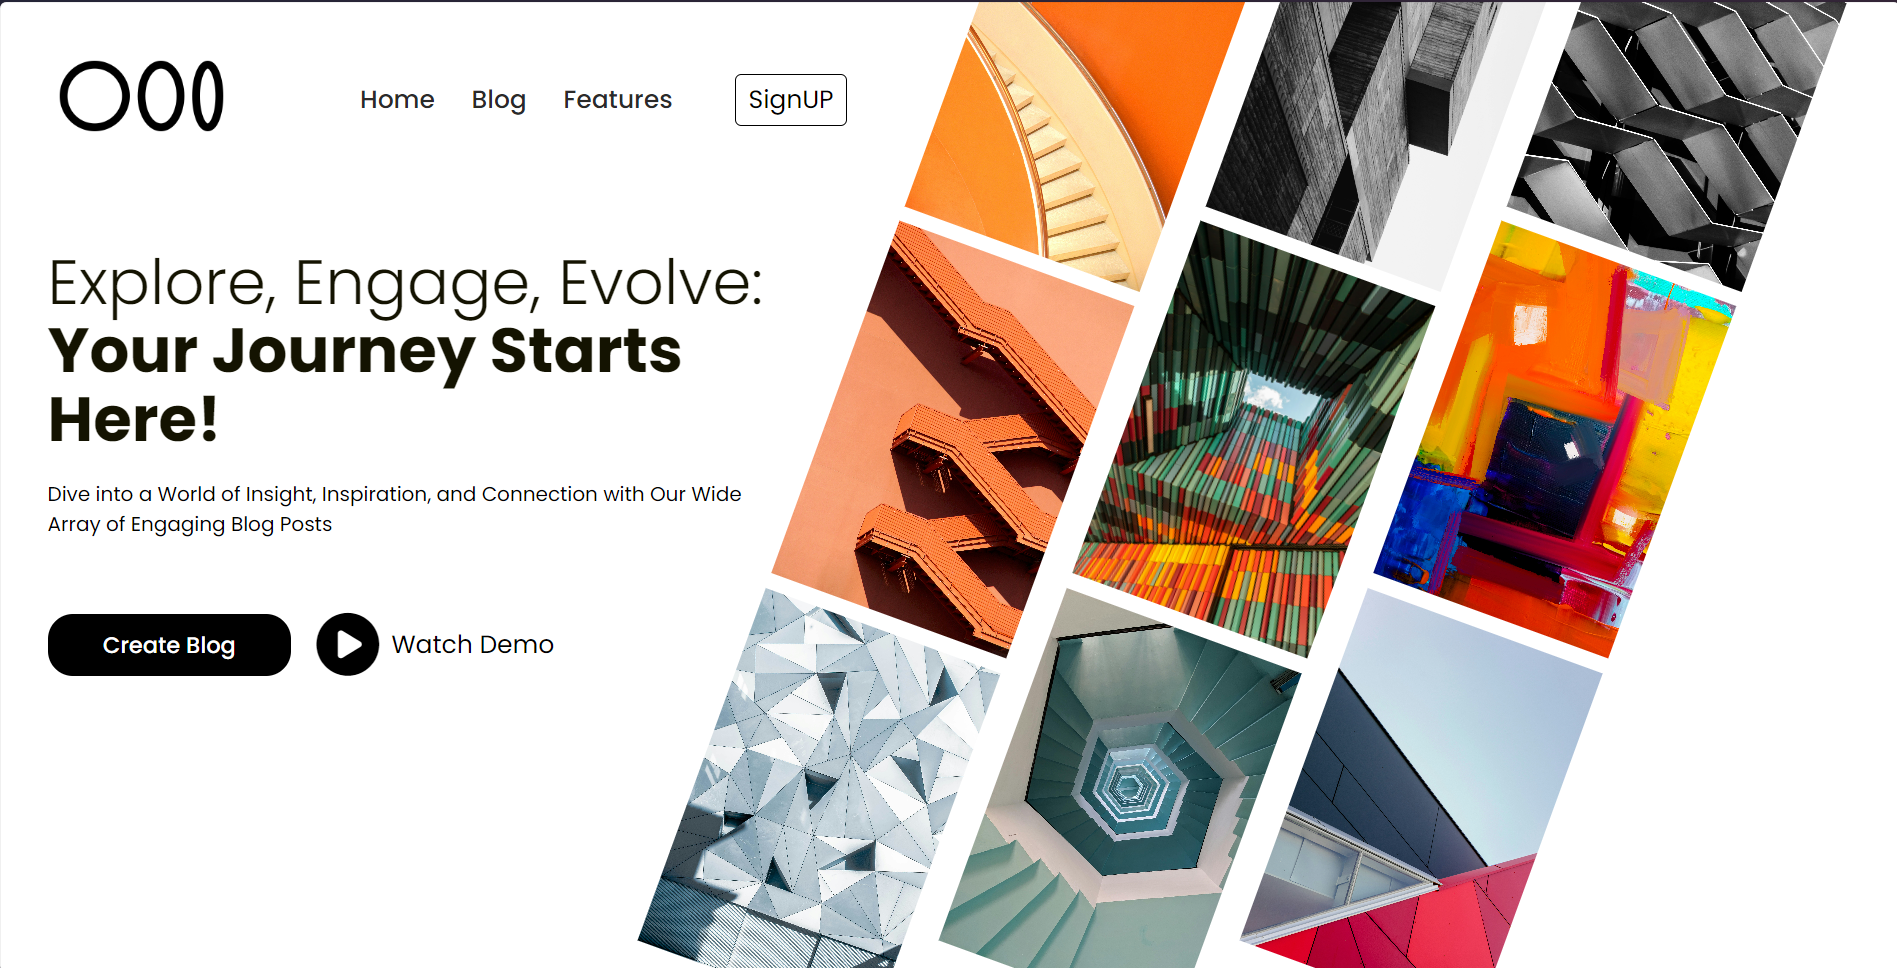 Home Blog Features SignUP
Explore, Engage, Evolve:
Your Journey Starts
Here!
Dive into a World of Insight, Inspiration, and Connection with Our Wide
Array of Engaging Blog Posts
Create Blog Watch Demo